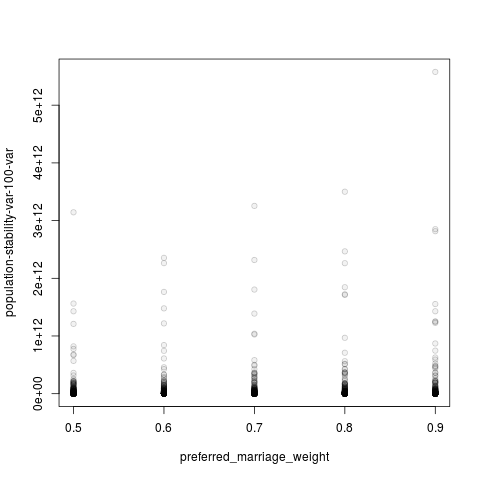 population-stability-var-100-var
5e+12
4e+12
3e+12
2e+12
1e+12
0e+00
0.5 0.6 0.7 0.8 0.9
preferred_marriage_weight